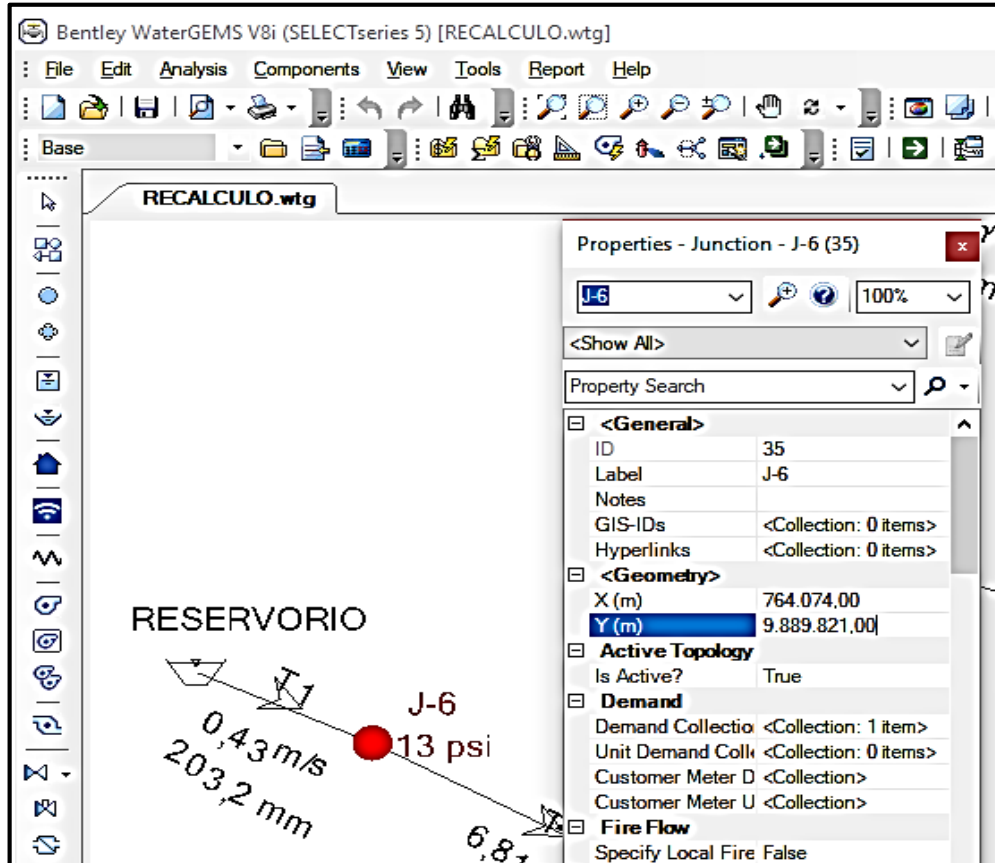 Bentley WaterGEMS V8i (SELECTseries 5) [RECALCULO.wtg]
File Edit Analysis Components View Tools Report Help
Base
RECALCULO.wtg
Properties - Junction - J-6 (35)
J-6 100%
<Show All>
Property Search
<General>
ID 35
Label J-6
Notes
GIS-IDs <Collection: 0 items>
Hyperlinks <Collection: 0 items>
<Geometry>
X (m) 764.074,00
Y (m) 9.889.821,00
Active Topology
Is Active? True
Demand
Demand Collectio <Collection: 1 item>
Unit Demand Coll <Collection: 0 items>
Customer Meter D <Collection>
Customer Meter U <Collection>
Fire Flow
Specify Local Fire False
RESERVORIO
T1
J-6
13 psi
0,43 m/s
203,2 mm
6,81